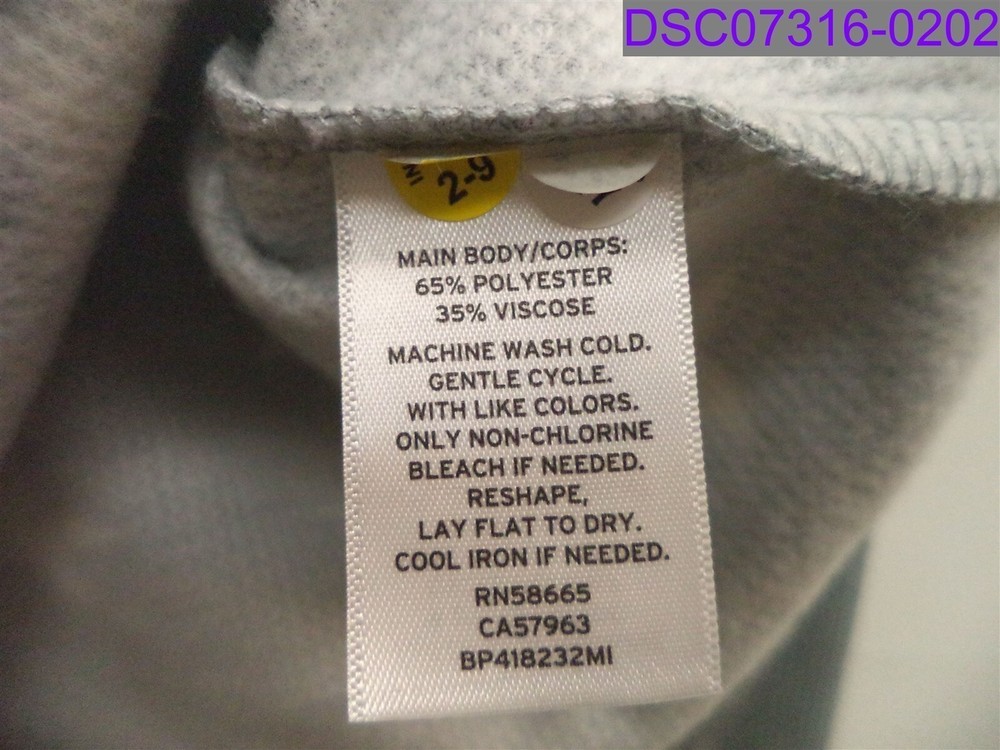 DSC07316-0202
2-9
MAIN BODY/CORPS:
65% POLYESTER
35% VISCOSE
MACHINE WASH COLD.
GENTLE CYCLE.
WITH LIKE COLORS.
ONLY NON-CHLORINE
BLEACH IF NEEDED.
RESHAPE,
LAY FLAT TO DRY.
COOL IRON IF NEEDED.
RN58665
CA57963
BP418232MI